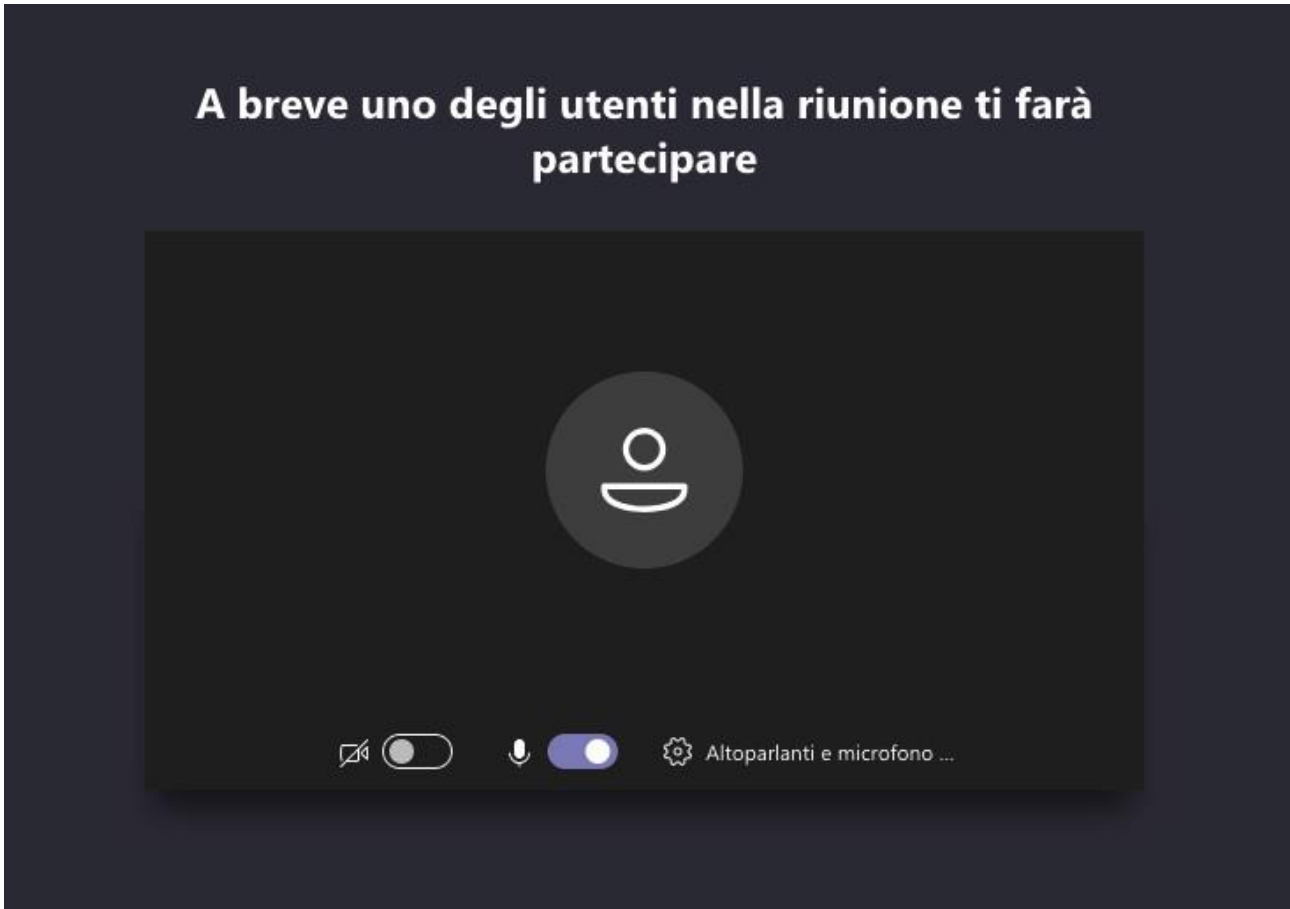 A breve uno degli utenti nella riunione ti farà
partecipare
Altoparlanti e microfono ...